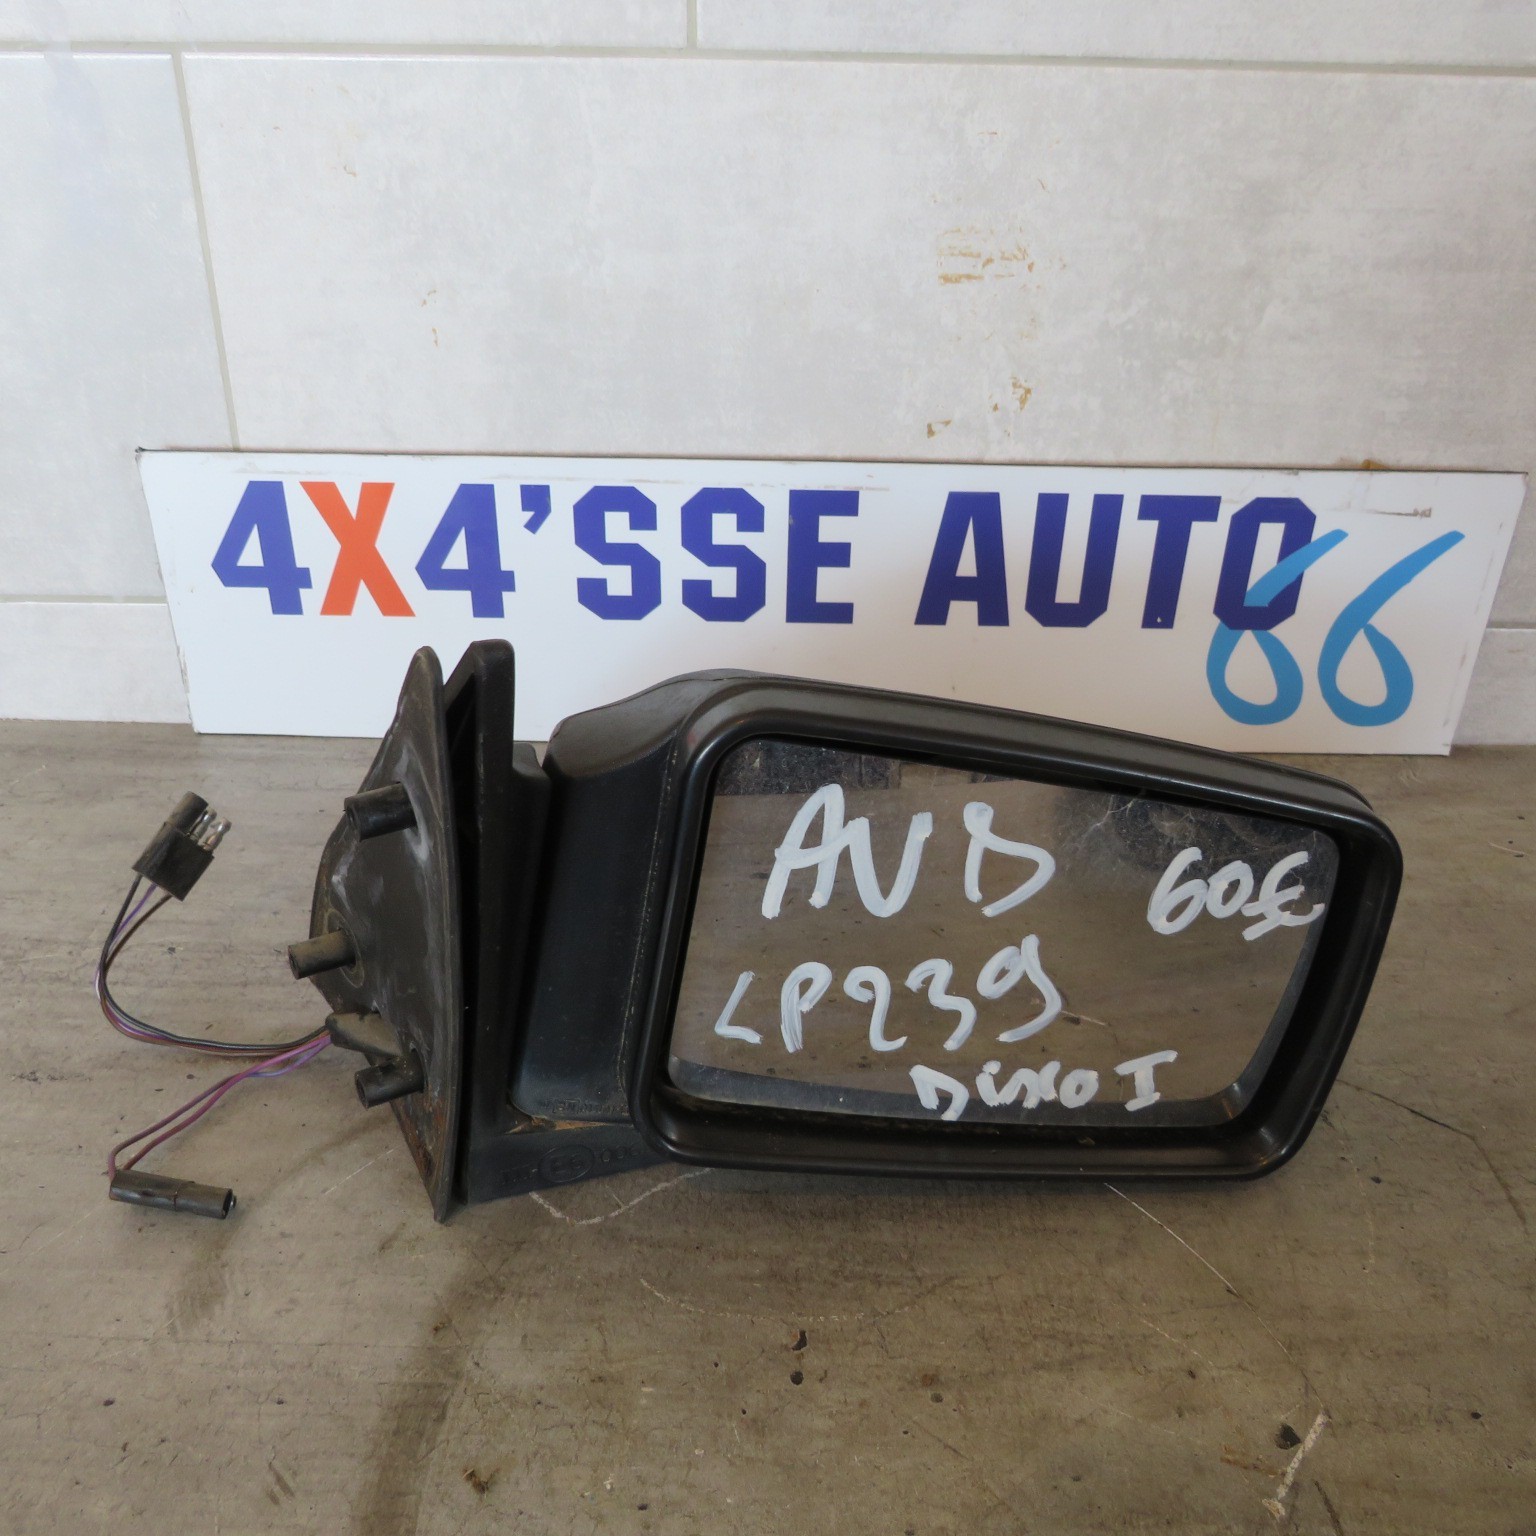 4X4'SSE AUTO
66
AVD 60€
LP239
Disco I